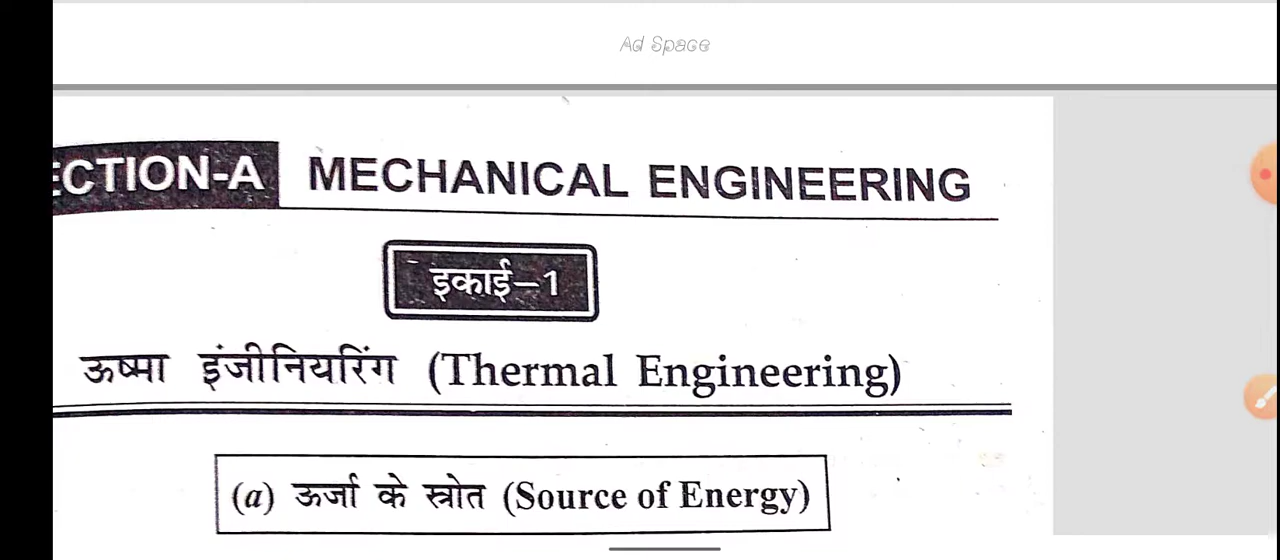 Ad Space
ECTION-A MECHANICAL ENGINEERING
इकाई–1
ऊष्मा इंजीनियरिंग (Thermal Engineering)
(a) ऊर्जा के स्त्रोत (Source of Energy)